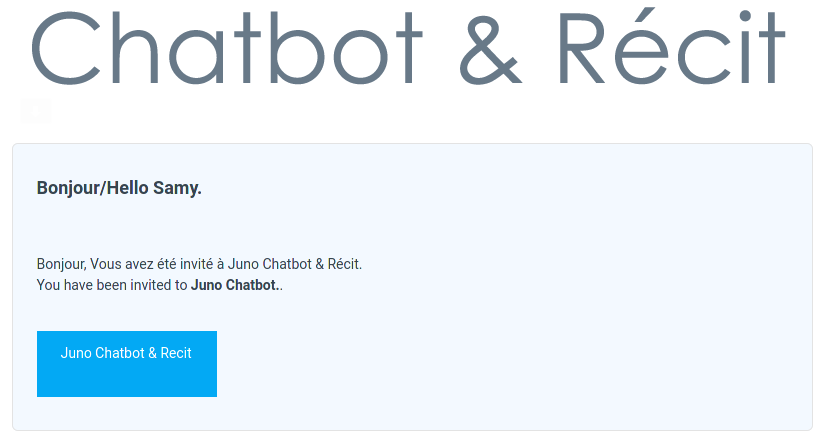 Chatbot & Récit
Bonjour/Hello Samy.
Bonjour, Vous avez été invité à Juno Chatbot & Récit.
You have been invited to Juno Chatbot..
Juno Chatbot & Recit